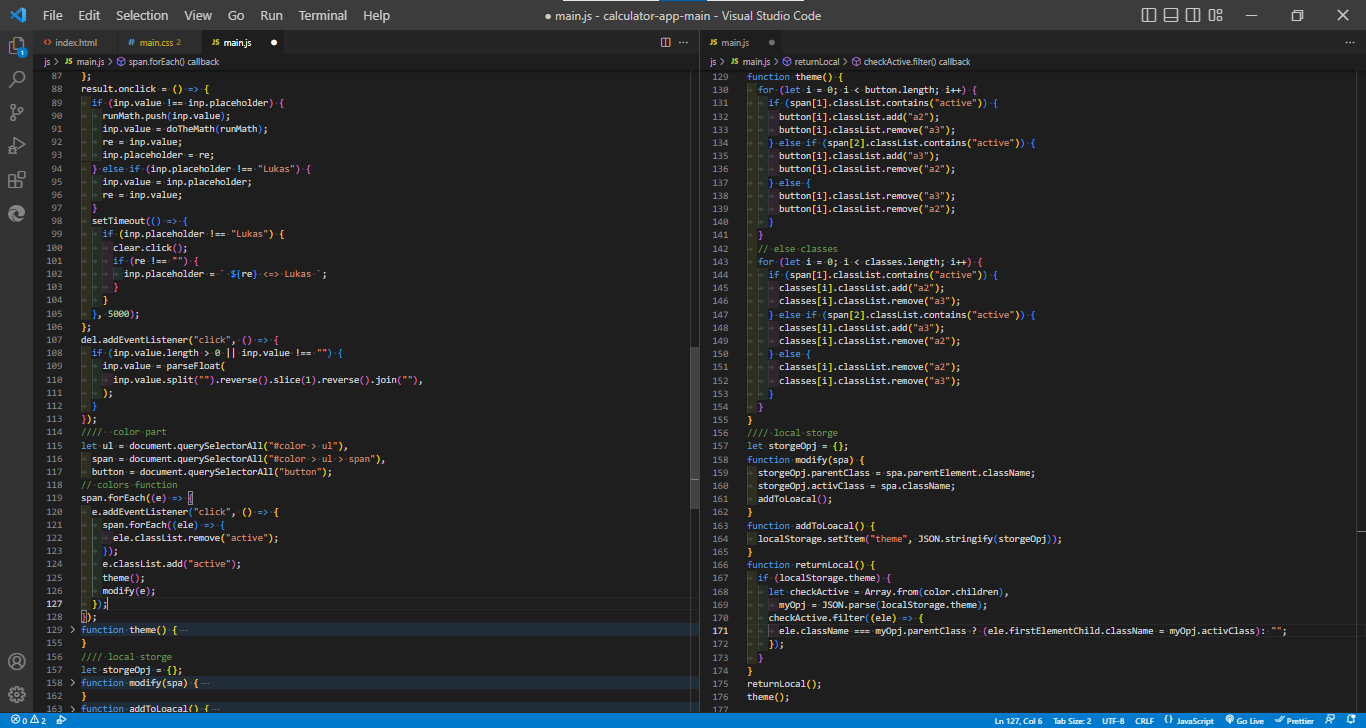 File Edit Selection View Go Run Terminal Help
● main.js - calculator-app-main - Visual Studio Code
index.html
main.css 2
JS main.js ●
js > JS main.js > span.forEach() callback
87 };
88 result.onclick = () => {
89 if (inp.value !== inp.placeholder) {
90 runMath.push(inp.value);
91 inp.value = doTheMath(runMath);
92 re = inp.value;
93 inp.placeholder = re;
94 } else if (inp.placeholder !== "Lukas") {
95 inp.value = inp.placeholder;
96 re = inp.value;
97 }
98 setTimeout(() => {
99 if (inp.placeholder !== "Lukas") {
100 clear.click();
101 if (re !== "") {
102 inp.placeholder = ` ${re} <=> Lukas `;
103 }
104 }
105 }, 5000);
106 };
107 del.addEventListener("click", () => {
108 if (inp.value.length > 0 || inp.value !== "") {
109 inp.value = parseFloat(
110 inp.value.split("").reverse().slice(1).reverse().join(""),
111 );
112 }
113 });
114 //// color part
115 let ul = document.querySelectorAll("#color > ul"),
116 span = document.querySelectorAll("#color > ul > span"),
117 button = document.querySelectorAll("button");
118 // colors function
119 span.forEach((e) => {
120 e.addEventListener("click", () => {
121 span.forEach((ele) => {
122 ele.classList.remove("active");
123 });
124 e.classList.add("active");
125 theme();
126 modify(e);
127 });
128 });
129 > function theme() { ···
155 }
156 //// local storge
157 let storgeOpj = {};
158 > function modify(spa) { ···
162 }
163 > function addToLoacal() { ···
JS main.js ●
js > JS main.js > returnLocal > checkActive.filter() callback
129 function theme() {
130 for (let i = 0; i < button.length; i++) {
131 if (span[1].classList.contains("active")) {
132 button[i].classList.add("a2");
133 button[i].classList.remove("a3");
134 } else if (span[2].classList.contains("active")) {
135 button[i].classList.add("a3");
136 button[i].classList.remove("a2");
137 } else {
138 button[i].classList.remove("a3");
139 button[i].classList.remove("a2");
140 }
141 }
142 // else classes
143 for (let i = 0; i < classes.length; i++) {
144 if (span[1].classList.contains("active")) {
145 classes[i].classList.add("a2");
146 classes[i].classList.remove("a3");
147 } else if (span[2].classList.contains("active")) {
148 classes[i].classList.add("a3");
149 classes[i].classList.remove("a2");
150 } else {
151 classes[i].classList.remove("a2");
152 classes[i].classList.remove("a3");
153 }
154 }
155 }
156 //// local storge
157 let storgeOpj = {};
158 function modify(spa) {
159 storgeOpj.parentClass = spa.parentElement.className;
160 storgeOpj.activClass = spa.className;
161 addToLoacal();
162 }
163 function addToLoacal() {
164 localStorage.setItem("theme", JSON.stringify(storgeOpj));
165 }
166 function returnLocal() {
167 if (localStorage.theme) {
168 let checkActive = Array.from(color.children),
169 myOpj = JSON.parse(localStorage.theme);
170 checkActive.filter((ele) => {
171 ele.className === myOpj.parentClass ? (ele.firstElementChild.className = myOpj.activClass): "";
172 });
173 }
174 }
175 returnLocal();
176 theme();
177
0 2
Ln 127, Col 6 Tab Size: 2 UTF-8 CRLF {} JavaScript Go Live Prettier